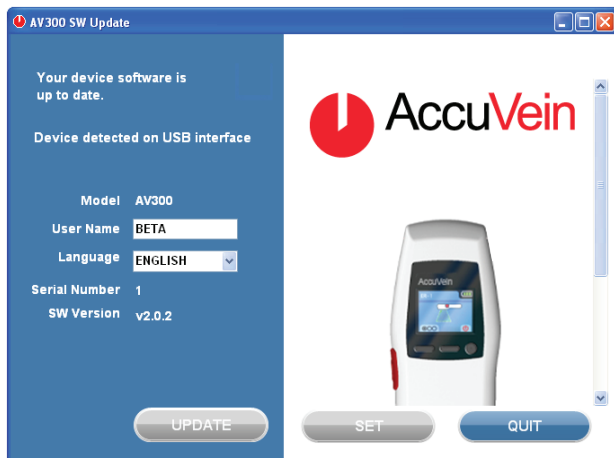 AV300 SW Update
Your device software is
up to date.
Device detected on USB interface
Model AV300
User Name BETA
Language ENGLISH
Serial Number 1
SW Version v2.0.2
UPDATE
AccuVein
AccuVein
SET
QUIT